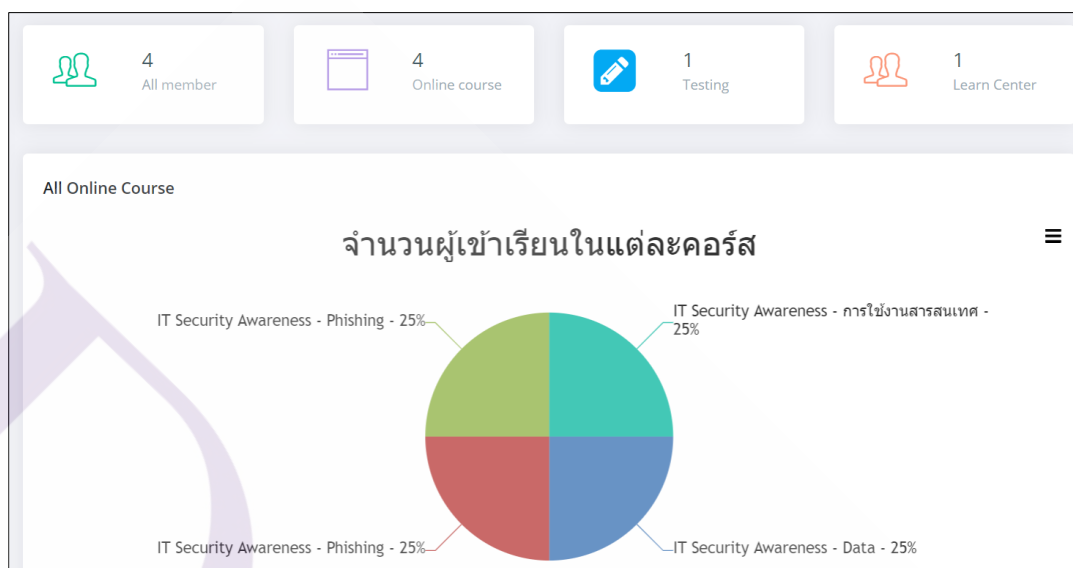 4
All member
4
Online course
1
Testing
1
Learn Center
All Online Course
จำนวนผู้เข้าเรียนในแต่ละคอร์ส
IT Security Awareness - Phishing - 25%
IT Security Awareness - การใช้งานสารสนเทศ -
25%
IT Security Awareness - Phishing - 25%
IT Security Awareness - Data - 25%